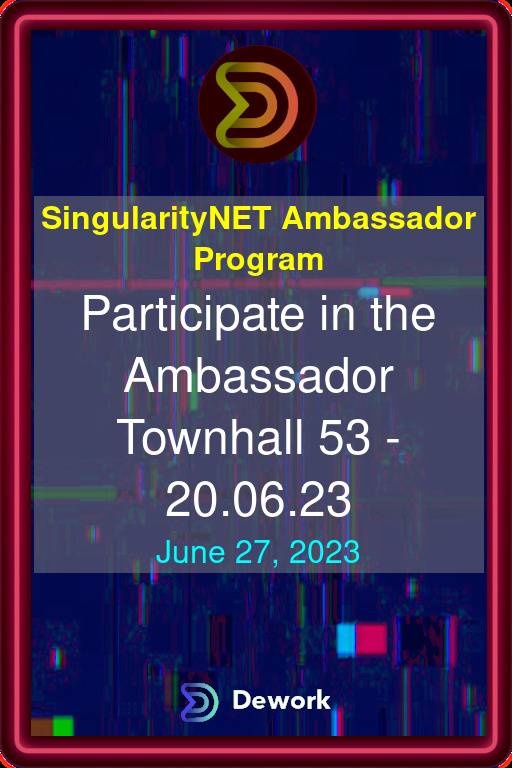 SingularityNET Ambassador
Program
Participate in the
Ambassador
Townhall 53 -
20.06.23
June 27, 2023
Dework